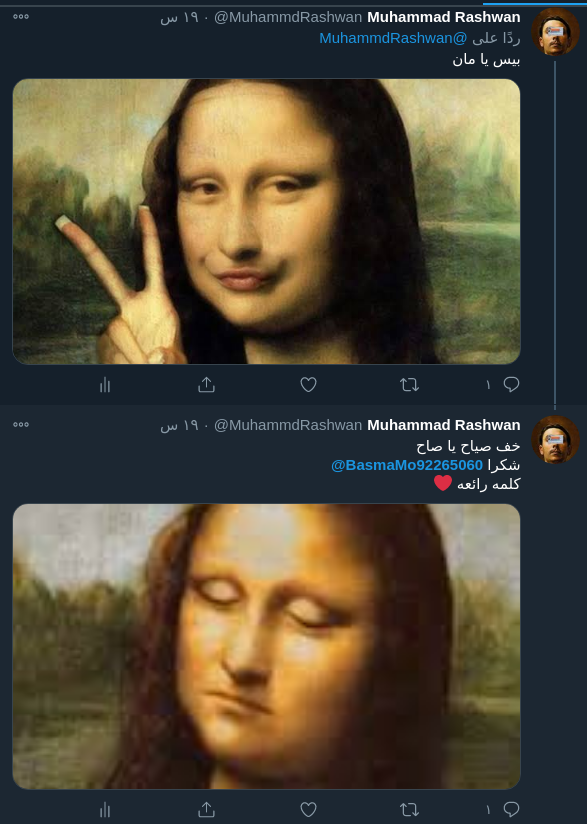 Muhammad Rashwan @MuhammdRashwan · ١٩ س
ردًا على @MuhammdRashwan
بيس يا مان
١
Muhammad Rashwan @MuhammdRashwan · ١٩ س
خف صياح يا صاح
شكرا @BasmaMo92265060
كلمه رائعه ❤️
١